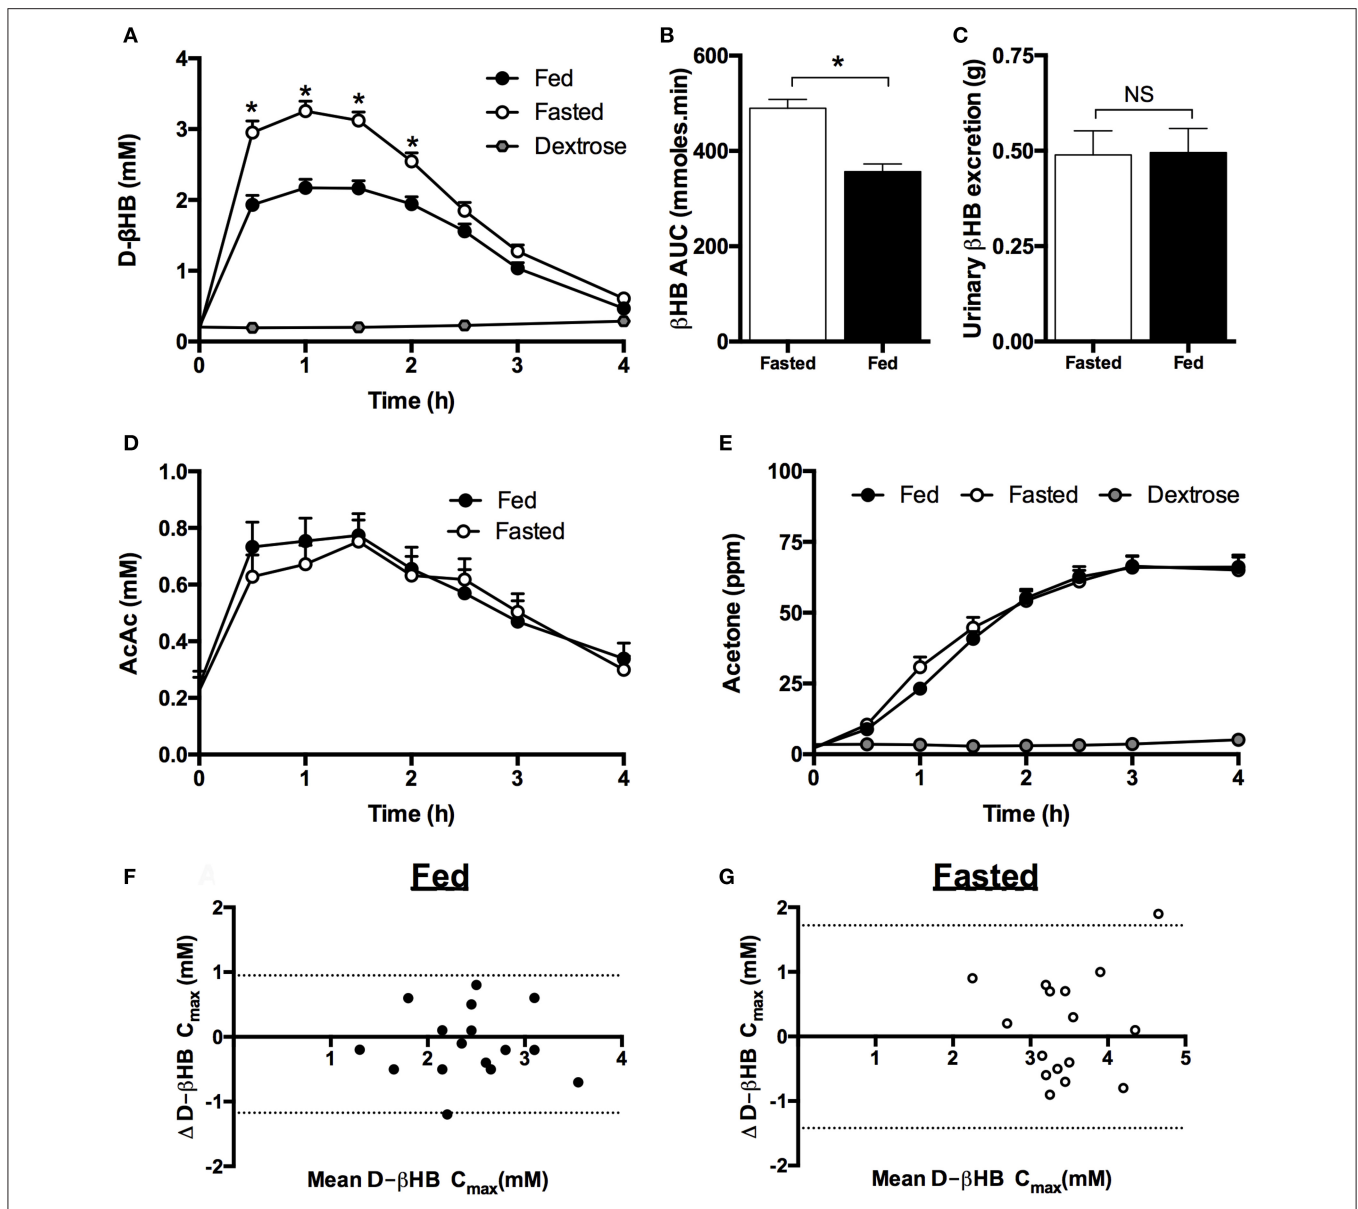 A
4
3
2
1
0
D-βHB (mM)
* * * *
Fed
Fasted
Dextrose
0 1 2 3 4
Time (h)
B
600
400
200
0
βHB AUC (mmoles.min)
*
Fasted Fed
C
0.75
0.50
0.25
0.00
Urinary βHB excretion (g)
NS
Fasted Fed
D
1.0
0.8
0.6
0.4
0.2
0.0
AcAc (mM)
Fed
Fasted
0 1 2 3 4
Time (h)
E
100
75
50
25
0
Acetone (ppm)
Fed Fasted Dextrose
0 1 2 3 4
Time (h)
F
A
Fed
2
1
0
-1
-2
Δ D-βHB Cmax (mM)
1 2 3 4
Mean D-βHB Cmax(mM)
G
Fasted
2
1
0
-1
-2
Δ D-βHB Cmax (mM)
1 2 3 4 5
Mean D-βHB Cmax(mM)